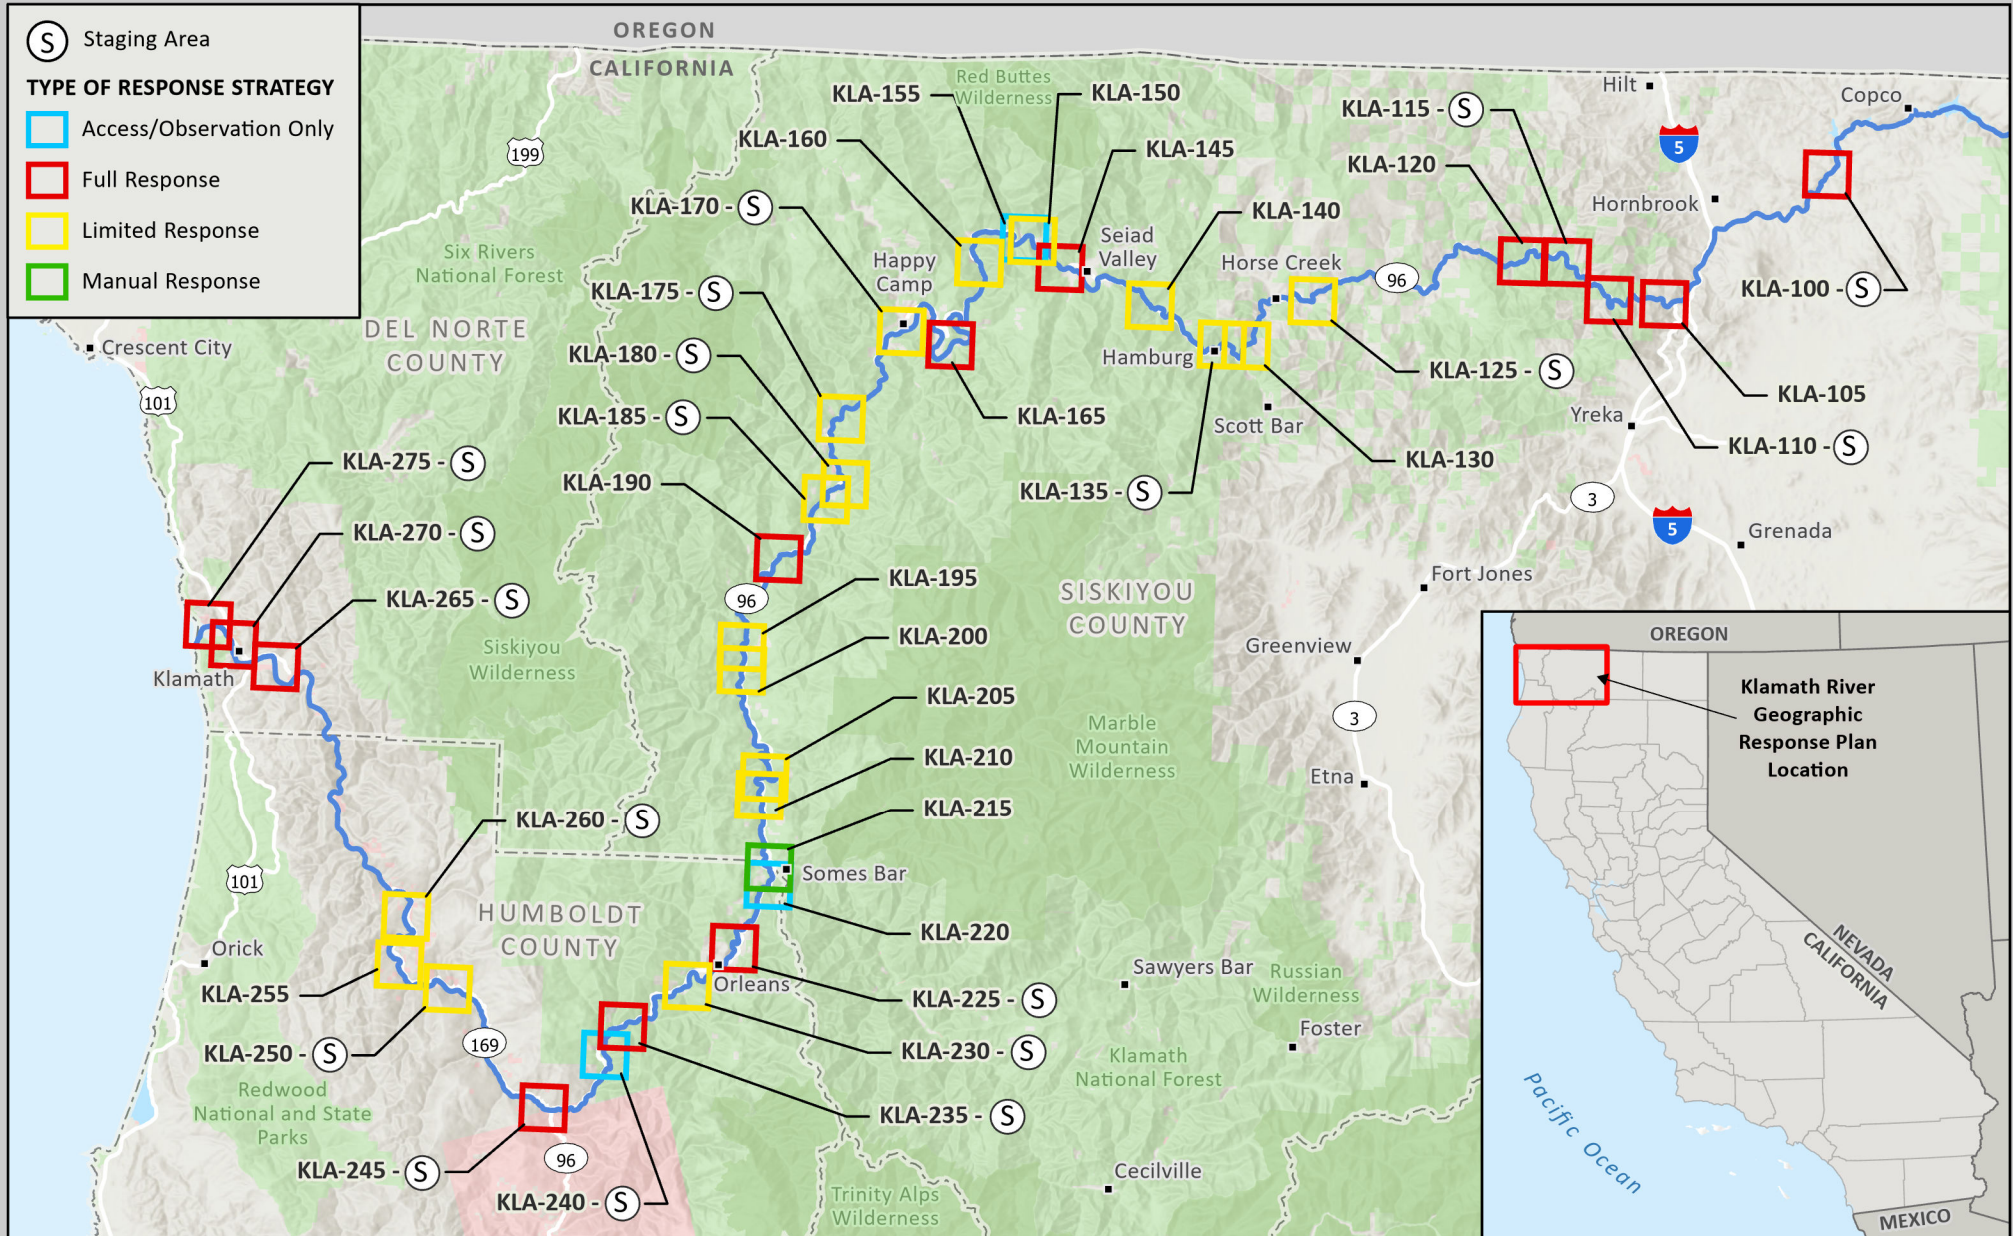 S Staging Area
TYPE OF RESPONSE STRATEGY
Access/Observation Only
Full Response
Limited Response
Manual Response
OREGON
CALIFORNIA
Red Buttes
Wilderness
KLA-155
KLA-150
KLA-160
KLA-145
KLA-170 - S
KLA-140
KLA-115 - S
KLA-120
Hilt
Copco
5
Hornbrook
KLA-100 - S
199
Six Rivers
National Forest
Happy
Camp
Seiad
Valley
Horse Creek
96
KLA-175 - S
KLA-180 - S
KLA-185 - S
KLA-190
DEL NORTE
COUNTY
Crescent City
101
Hamburg
Scott Bar
KLA-165
KLA-125 - S
KLA-130
KLA-135 - S
KLA-105
KLA-110 - S
Yreka
3
5
Grenada
Fort Jones
KLA-275 - S
KLA-270 - S
KLA-265 - S
Klamath
Siskiyou
Wilderness
96
KLA-195
KLA-200
KLA-205
KLA-210
KLA-215
SISKIYOU
COUNTY
Marble
Mountain
Wilderness
Greenview
3
Etna
KLA-260 - S
Somes Bar
KLA-220
101
HUMBOLDT
COUNTY
Orick
KLA-255
KLA-250 - S
169
Orleans
KLA-225 - S
KLA-230 - S
KLA-235 - S
Sawyers Bar
Russian
Wilderness
Foster
Klamath
National Forest
Redwood
National and State
Parks
KLA-245 - S
96
KLA-240 - S
Cecilville
Trinity Alps
Wilderness
OREGON
Klamath River
Geographic
Response Plan
Location
NEVADA
CALIFORNIA
Pacific Ocean
MEXICO